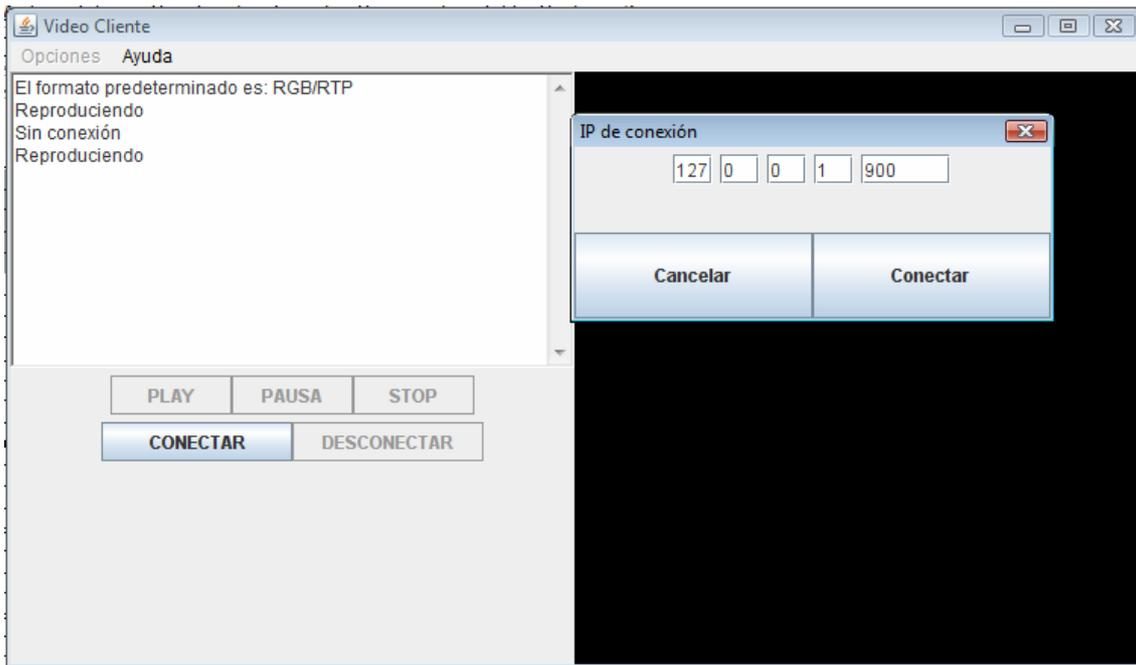 Video Cliente
Opciones Ayuda
El formato predeterminado es: RGB/RTP
Reproduciendo
Sin conexión
Reproduciendo
IP de conexión
127 0 0 1 900
Cancelar Conectar
PLAY PAUSA STOP
CONECTAR DESCONECTAR